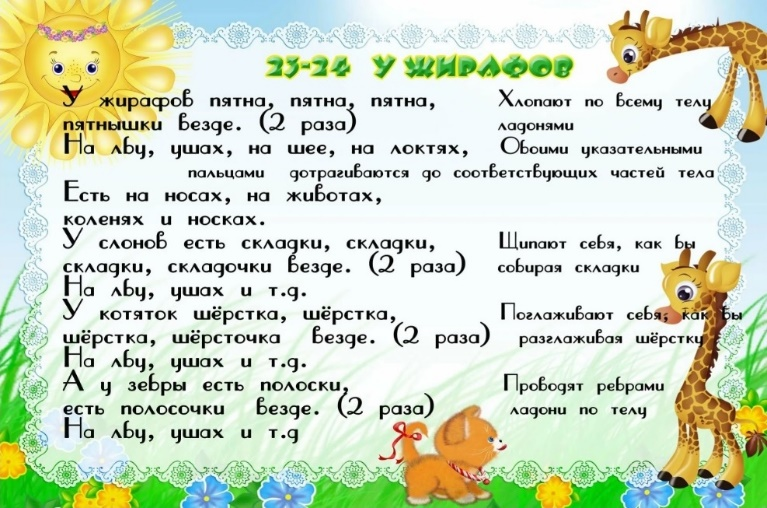 23-24 У ЖИРАФОВ
У жирафов пятна, пятна, пятна, Хлопают по всему телу
пятнышки везде. (2 раза) ладонями
На лбу, ушах, на шее, на локтях, Обоими указательными
пальцами дотрагиваются до соответствующих частей тела
Есть на носах, на животах,
коленях и носках.
У слонов есть складки, складки, Щипают себя, как вы
складки, складочки везде. (2 раза) собирая складки
На лбу, ушах и т.д.
У котяток шёрстка, шёрстка, Поглаживают себя, как вы
шёрстка, шёрсточка везде. (2 раза) разглаживая шёрстку
На лбу, ушах и т.г.
А у зебры есть полоски, Проводят ребрами
есть полосочки везде. (2 раза) ладони по телу
На лбу, ушах и т.д